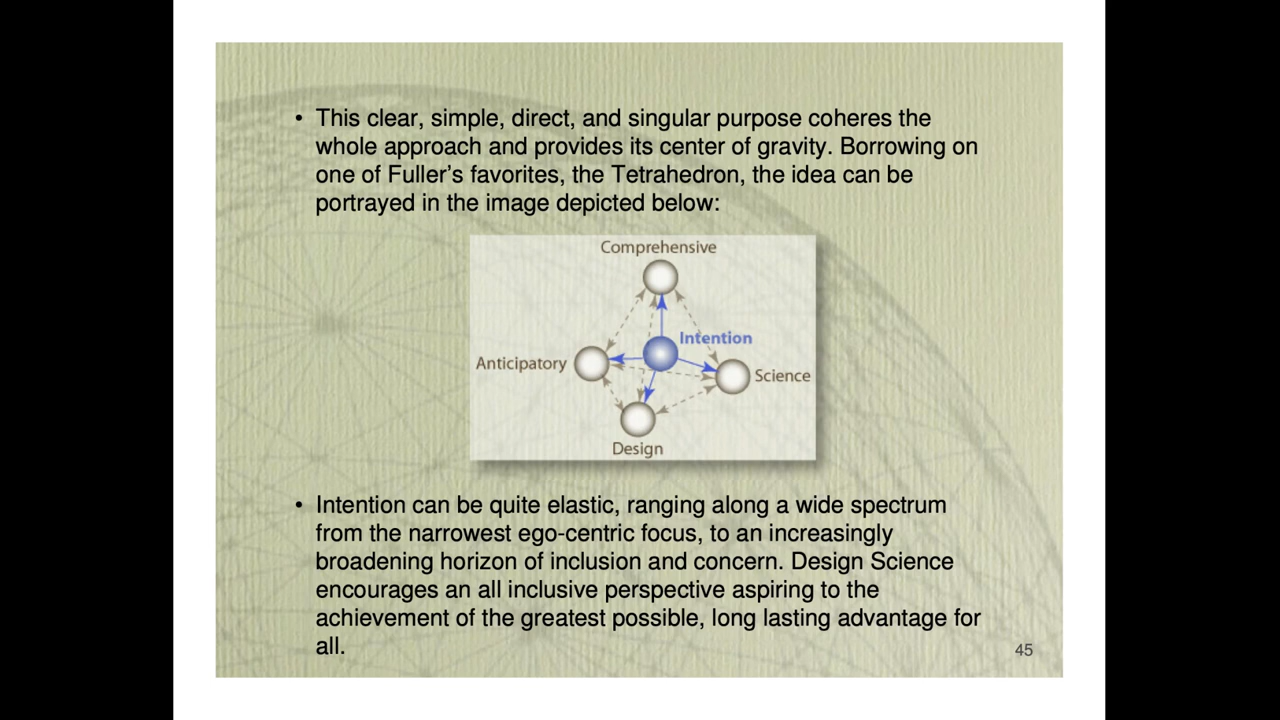 • This clear, simple, direct, and singular purpose coheres the
whole approach and provides its center of gravity. Borrowing on
one of Fuller’s favorites, the Tetrahedron, the idea can be
portrayed in the image depicted below:
Comprehensive
Intention
Anticipatory
Science
Design
• Intention can be quite elastic, ranging along a wide spectrum
from the narrowest ego-centric focus, to an increasingly
broadening horizon of inclusion and concern. Design Science
encourages an all inclusive perspective aspiring to the
achievement of the greatest possible, long lasting advantage for
all.
45